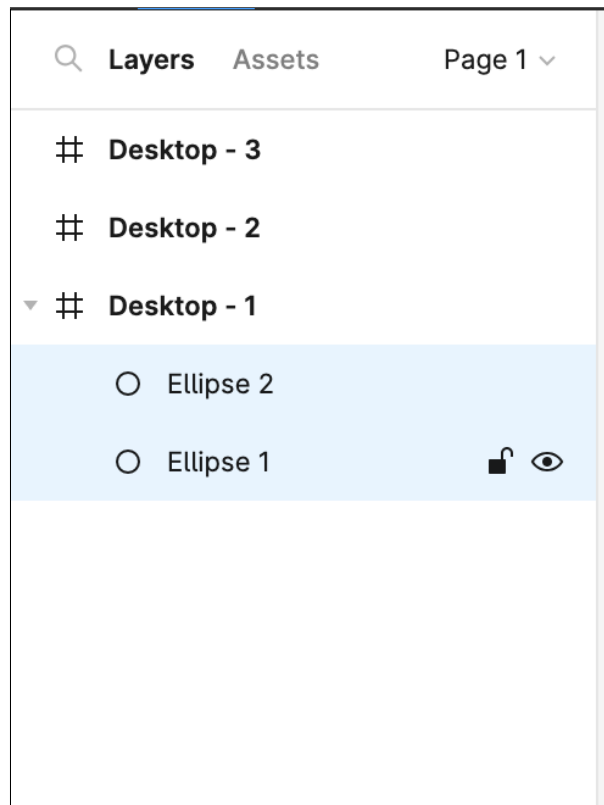 Layers Assets Page 1
Desktop - 3
Desktop - 2
Desktop - 1
Ellipse 2
Ellipse 1